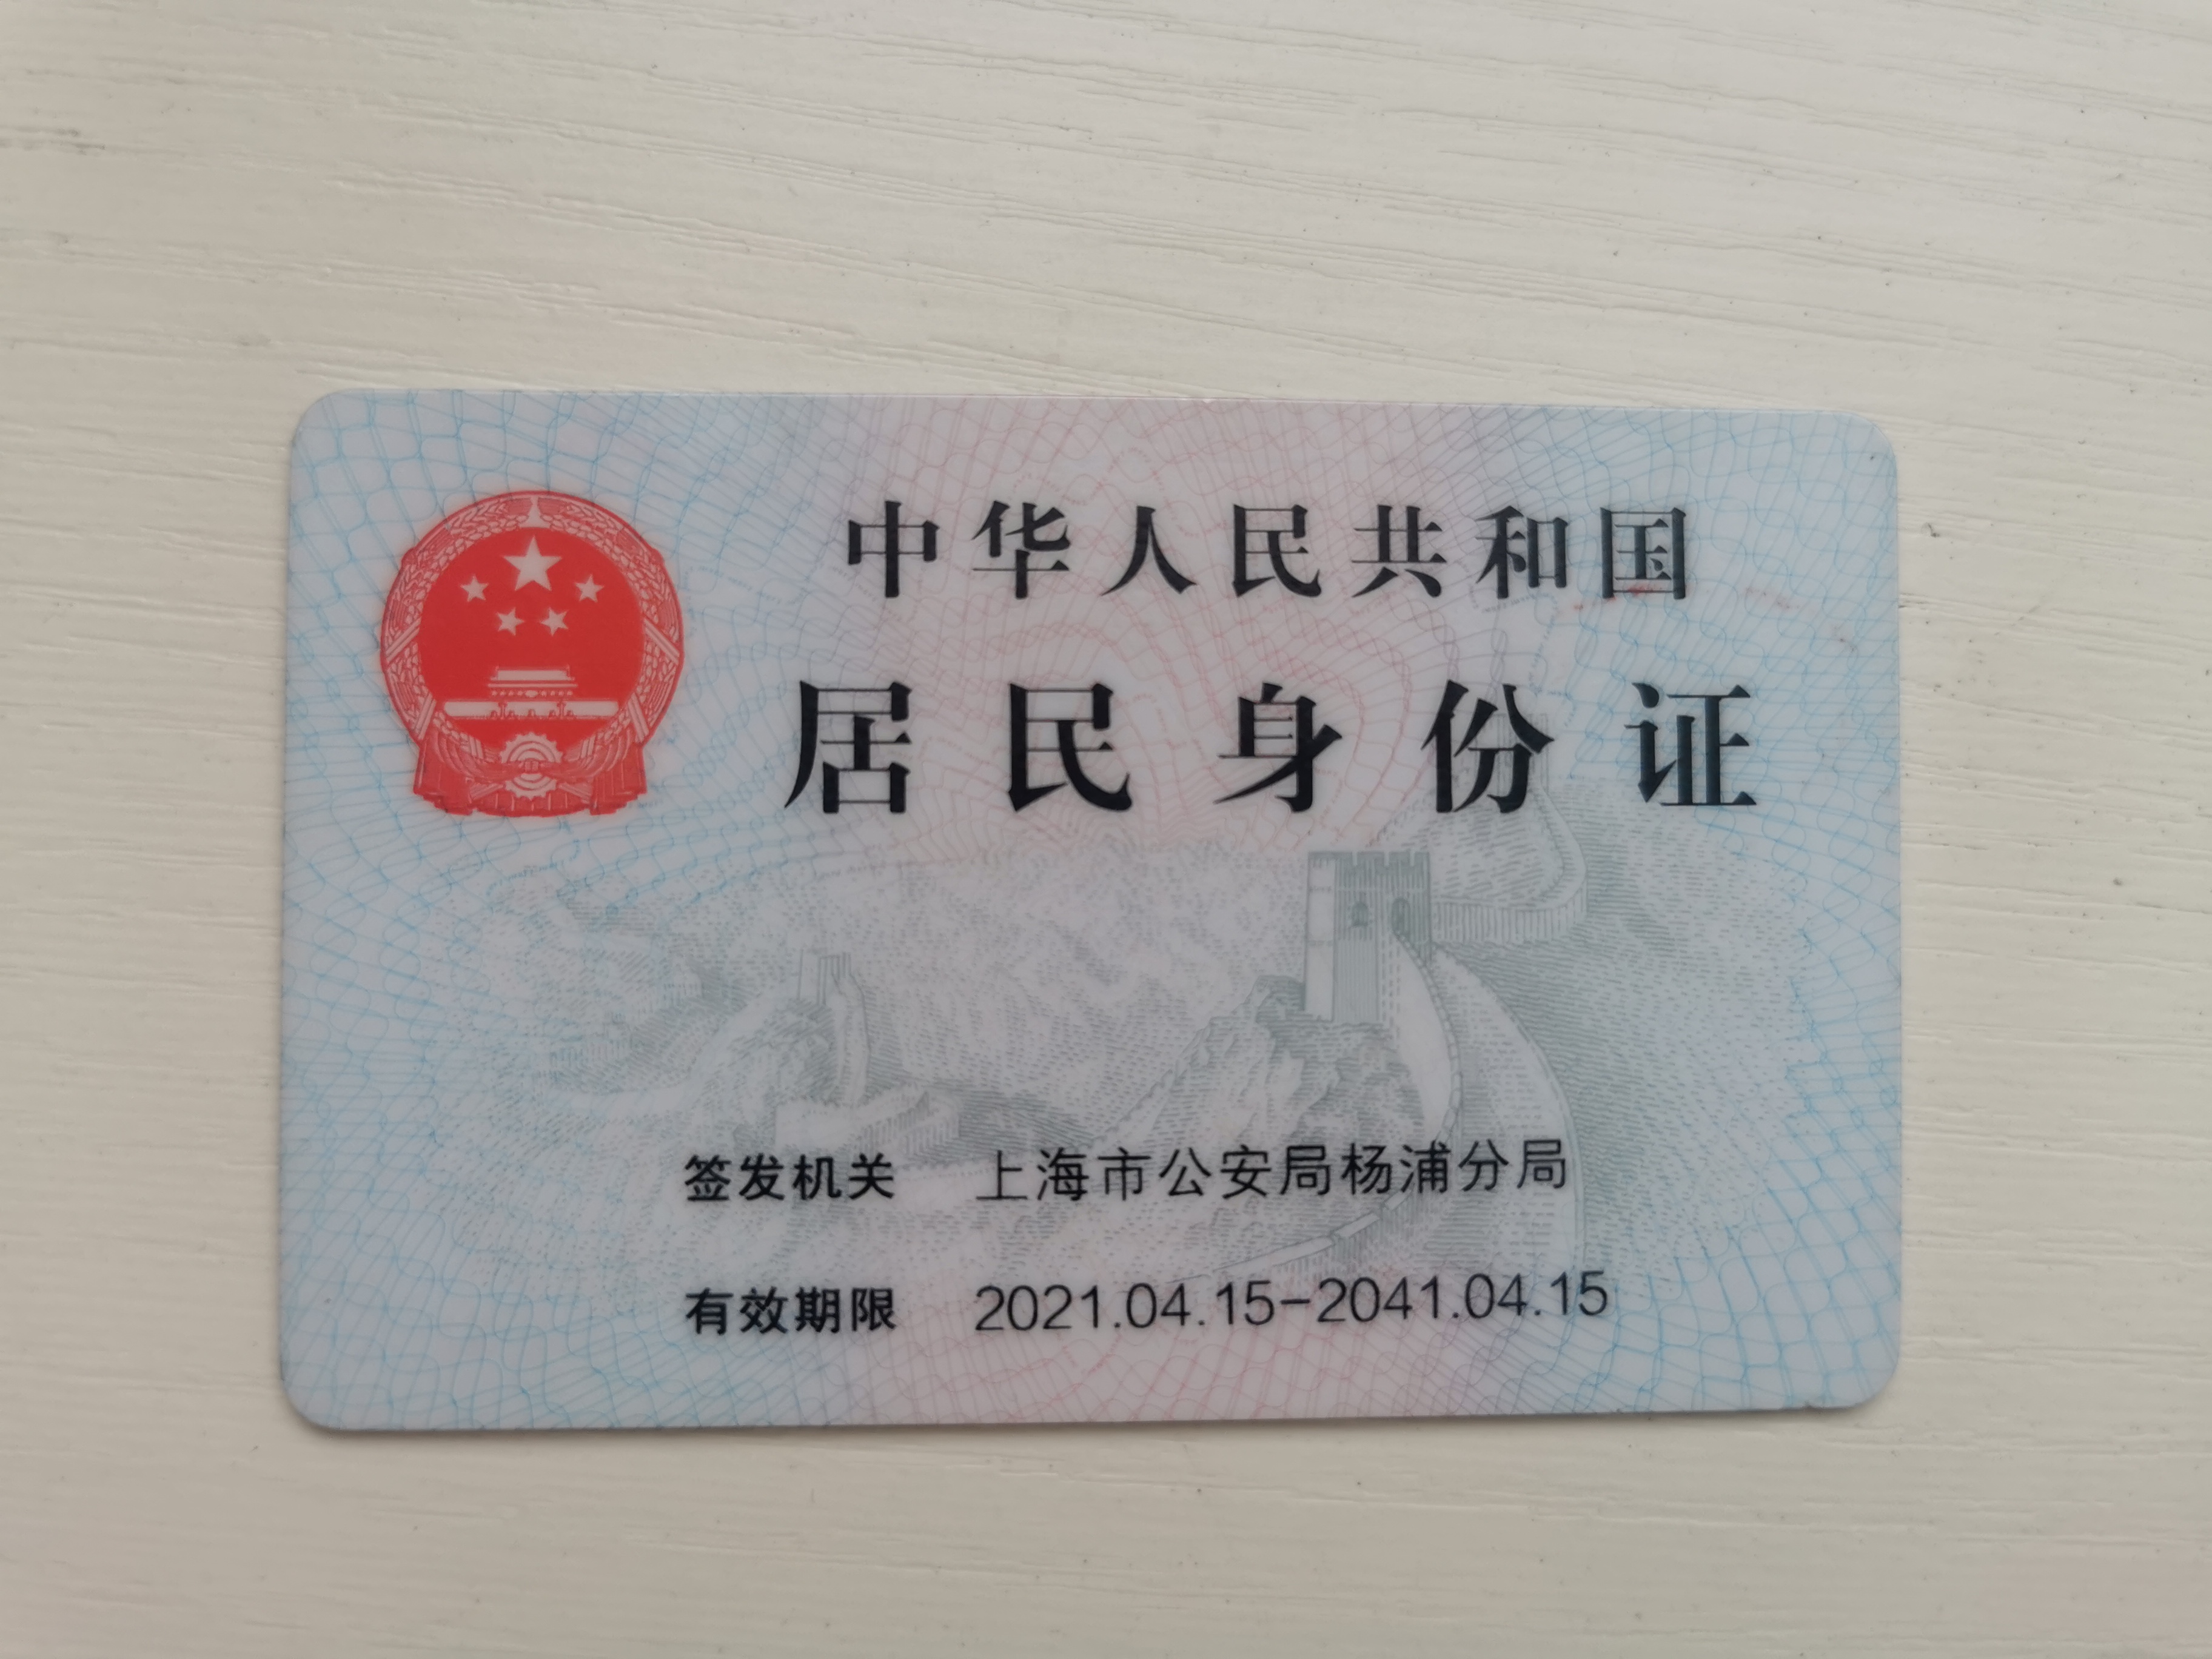 中华人民共和国
居民身份证
签发机关 上海市公安局杨浦分局
有效期限 2021.04.15-2041.04.15